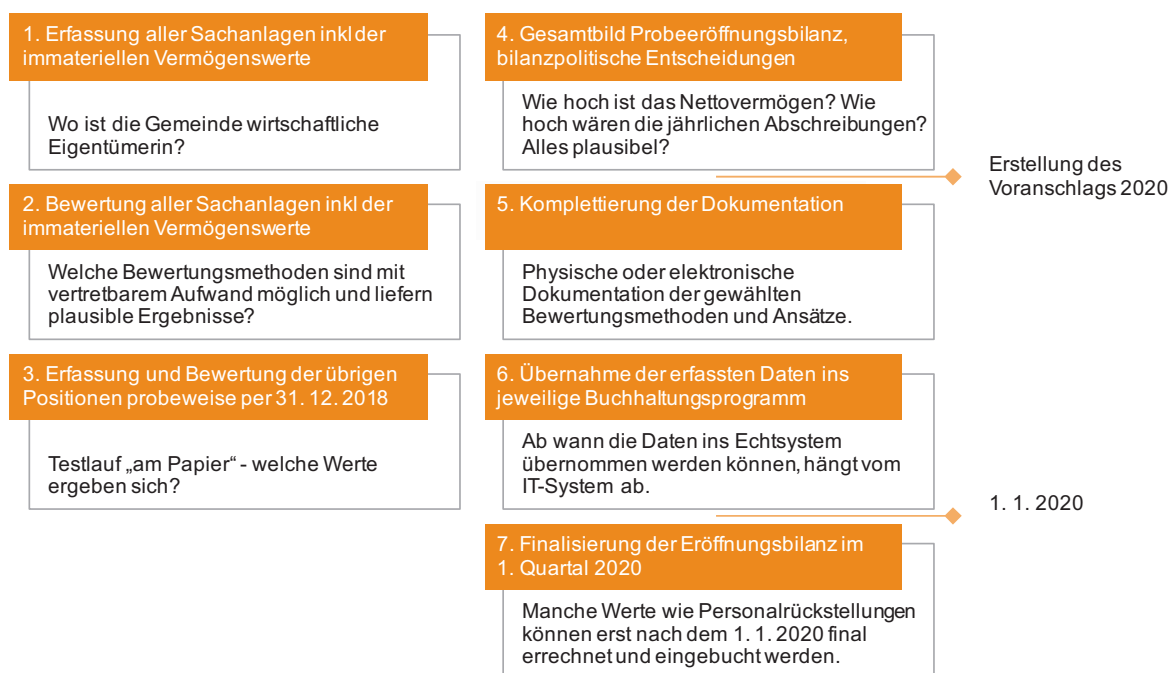 1. Erfassung aller Sachanlagen inkl der
immateriellen Vermögenswerte
Wo ist die Gemeinde wirtschaftliche
Eigentümerin?
2. Bewertung aller Sachanlagen inkl der
immateriellen Vermögenswerte
Welche Bewertungsmethoden sind mit
vertretbarem Aufwand möglich und liefern
plausible Ergebnisse?
3. Erfassung und Bewertung der übrigen
Positionen probeweise per 31. 12. 2018
Testlauf „am Papier“ - welche Werte
ergeben sich?
4. Gesamtbild Probeeröffnungsbilanz,
bilanzpolitische Entscheidungen
Wie hoch ist das Nettovermögen? Wie
hoch wären die jährlichen Abschreibungen?
Alles plausibel?
Erstellung des
Voranschlags 2020
5. Komplettierung der Dokumentation
Physische oder elektronische
Dokumentation der gewählten
Bewertungsmethoden und Ansätze.
6. Übernahme der erfassten Daten ins
jeweilige Buchhaltungsprogramm
Ab wann die Daten ins Echtsystem
übernommen werden können, hängt vom
IT-System ab.
1. 1. 2020
7. Finalisierung der Eröffnungsbilanz im
1. Quartal 2020
Manche Werte wie Personalrückstellungen
können erst nach dem 1. 1. 2020 final
errechnet und eingebucht werden.